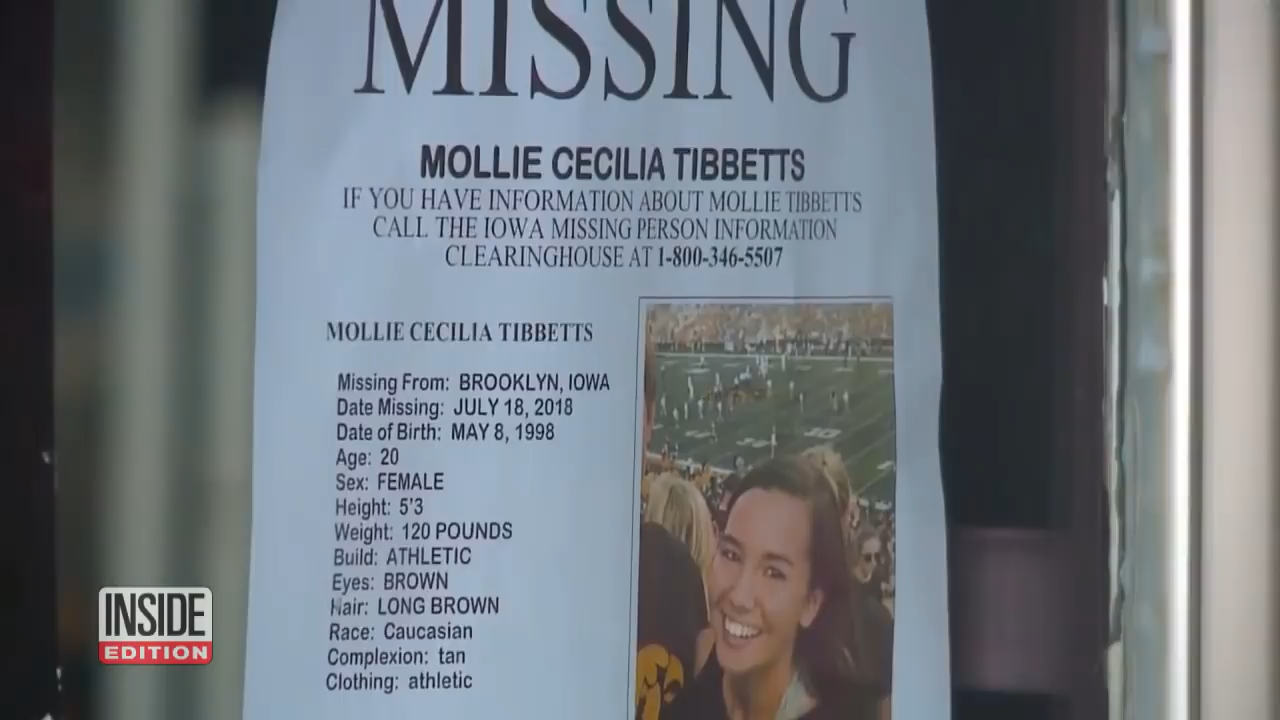 MISSING
MOLLIE CECILIA TIBBETTS
IF YOU HAVE INFORMATION ABOUT MOLLIE TIBBETTS
CALL THE IOWA MISSING PERSON INFORMATION
CLEARINGHOUSE AT 1-800-346-5507
MOLLIE CECILIA TIBBETTS
Missing From: BROOKLYN, IOWA
Date Missing: JULY 18, 2018
Date of Birth: MAY 8, 1998
Age: 20
Sex: FEMALE
Height: 5'3
Weight: 120 POUNDS
Build: ATHLETIC
Eyes: BROWN
Hair: LONG BROWN
Race: Caucasian
Complexion: tan
Clothing: athletic
INSIDE
EDITION